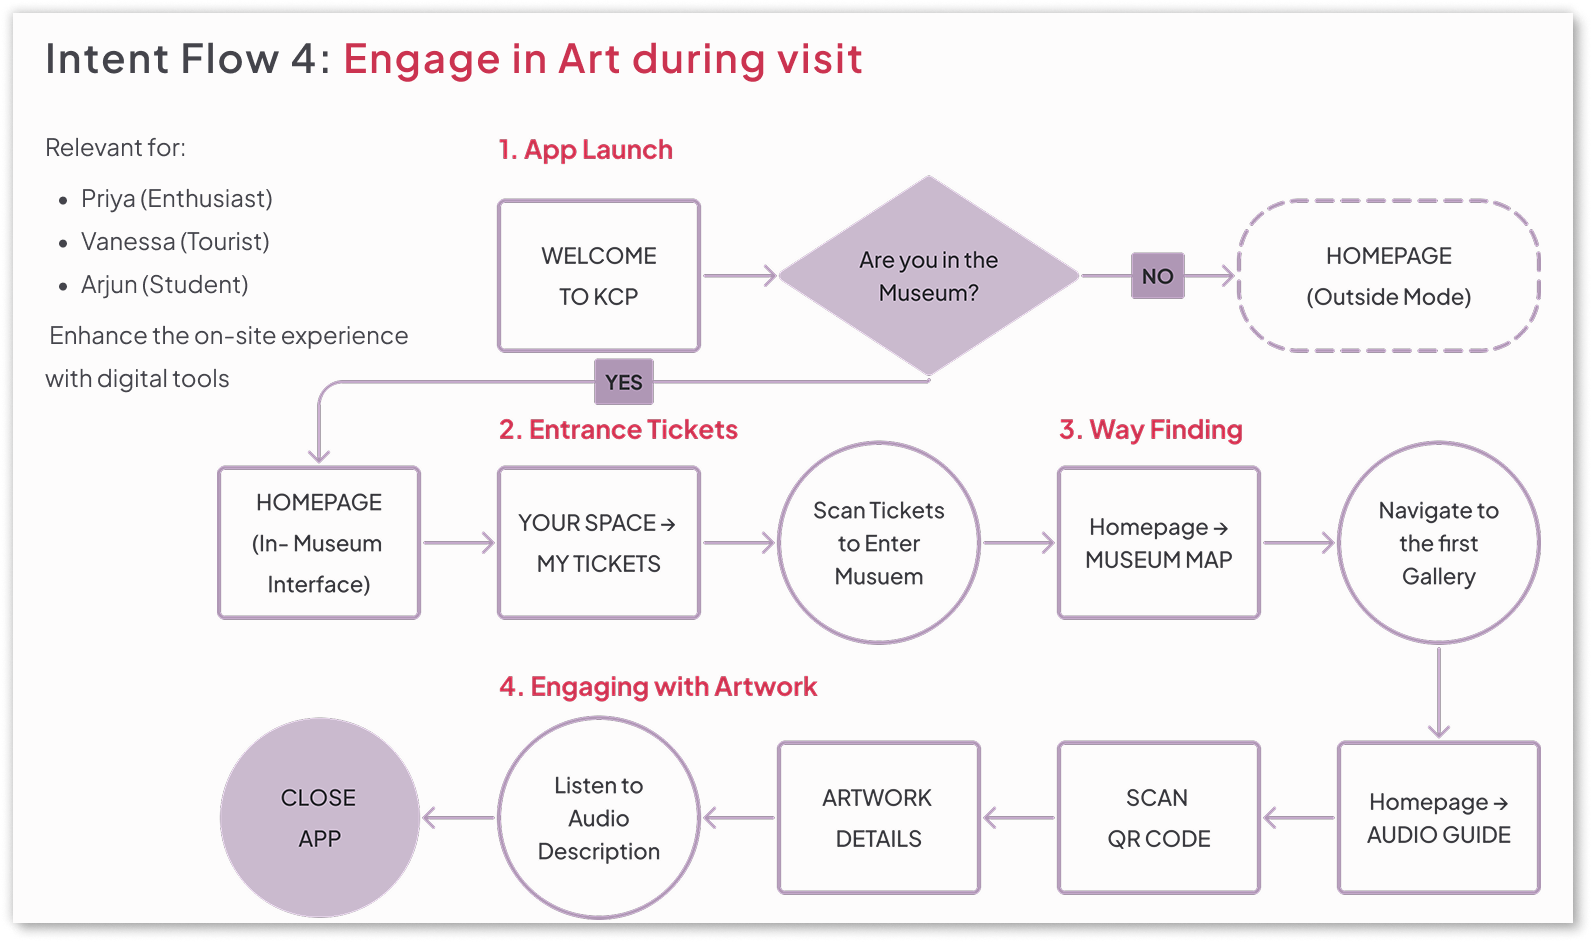 Intent Flow 4: Engage in Art during visit
Relevant for:
• Priya (Enthusiast)
• Vanessa (Tourist)
• Arjun (Student)
Enhance the on-site experience
with digital tools
1. App Launch
WELCOME
TO KCP
Are you in the
Museum?
NO
HOMEPAGE
(Outside Mode)
YES
HOMEPAGE
(In- Museum
Interface)
2. Entrance Tickets
YOUR SPACE →
MY TICKETS
Scan Tickets
to Enter
Musuem
3. Way Finding
Homepage →
MUSEUM MAP
Navigate to
the first
Gallery
Homepage →
AUDIO GUIDE
SCAN
QR CODE
4. Engaging with Artwork
ARTWORK
DETAILS
Listen to
Audio
Description
CLOSE
APP